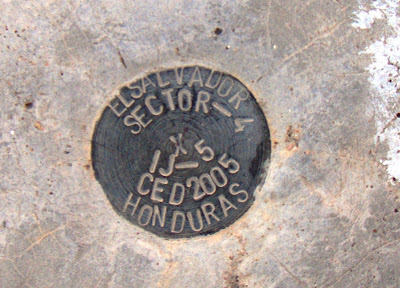 EL SALVADOR
SECTOR-4
X
IJ-5
CED 2005
HONDURAS